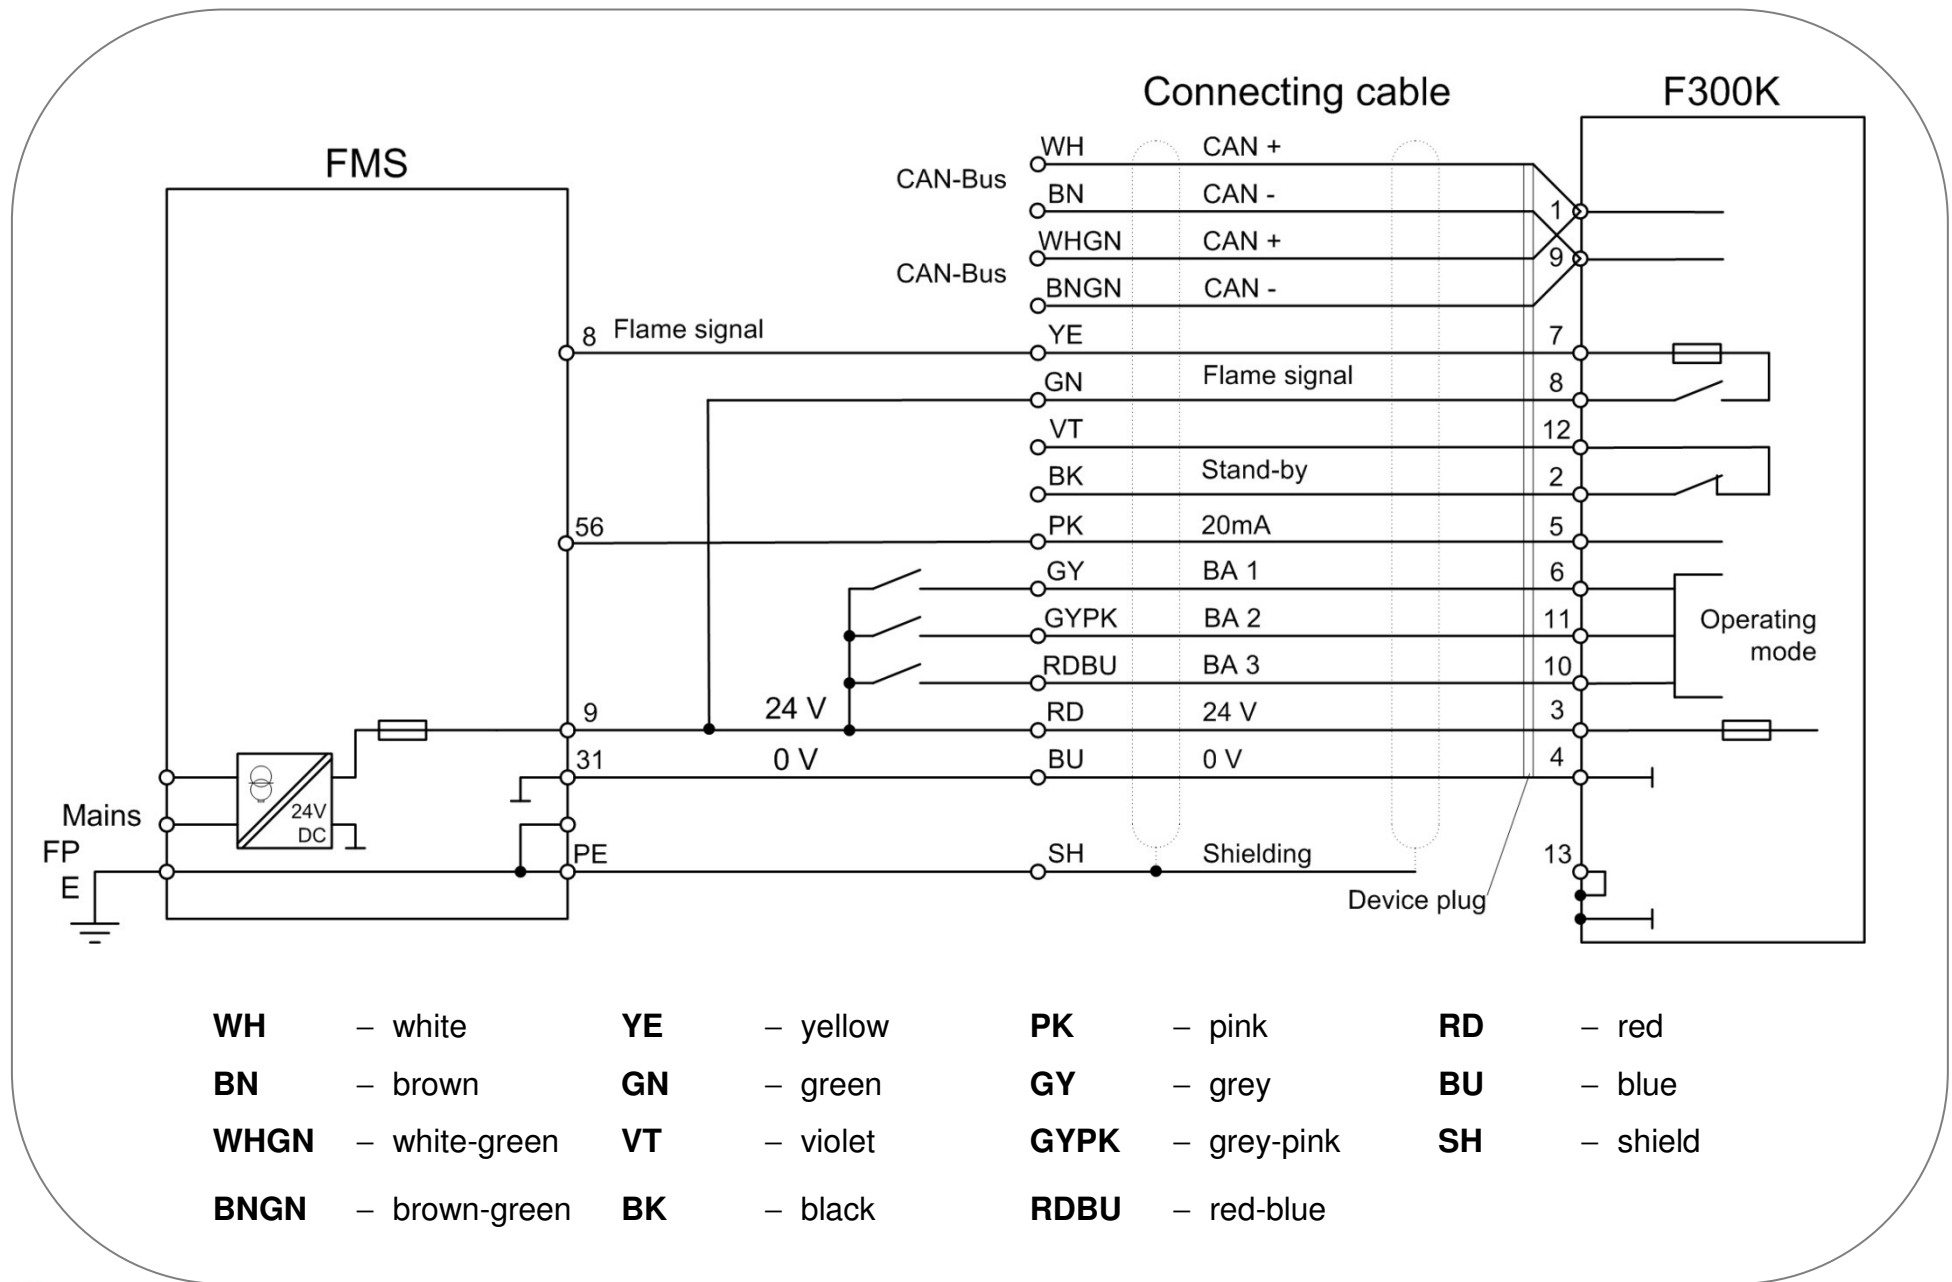 Connecting cable
F300K
FMS
WH CAN +
CAN-Bus
BN CAN -
1
WHGN CAN +
9
CAN-Bus
BNGN CAN -
8 Flame signal
YE 7
GN Flame signal 8
VT 12
BK Stand-by 2
56
PK 20mA 5
GY BA 1 6
GYPK BA 2 11
Operating
mode
RDBU BA 3 10
9 24 V RD 24 V 3
31 0 V BU 0 V 4
24V
DC
Mains
FP
E
PE
SH Shielding 13
Device plug
WH – white YE – yellow PK – pink RD – red
BN – brown GN – green GY – grey BU – blue
WHGN – white-green VT – violet GYPK – grey-pink SH – shield
BNGN – brown-green BK – black RDBU – red-blue